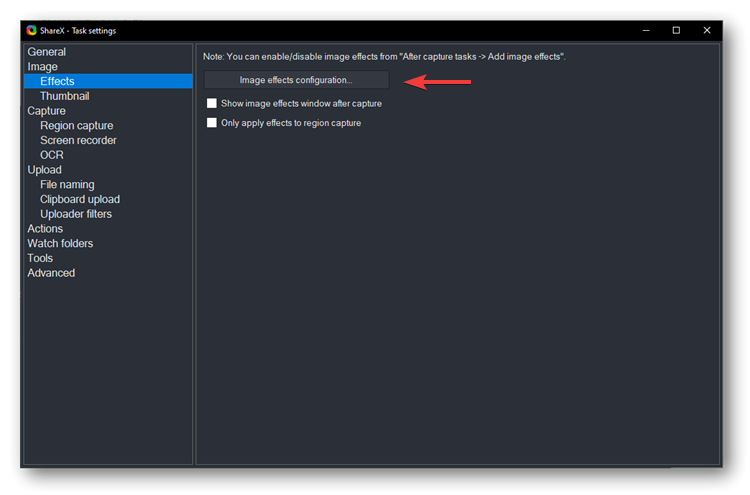 ShareX - Task settings
General
Image
Effects
Thumbnail
Capture
Region capture
Screen recorder
OCR
Upload
File naming
Clipboard upload
Uploader filters
Actions
Watch folders
Tools
Advanced
Note: You can enable/disable image effects from "After capture tasks -> Add image effects".
Image effects configuration...
Show image effects window after capture
Only apply effects to region capture